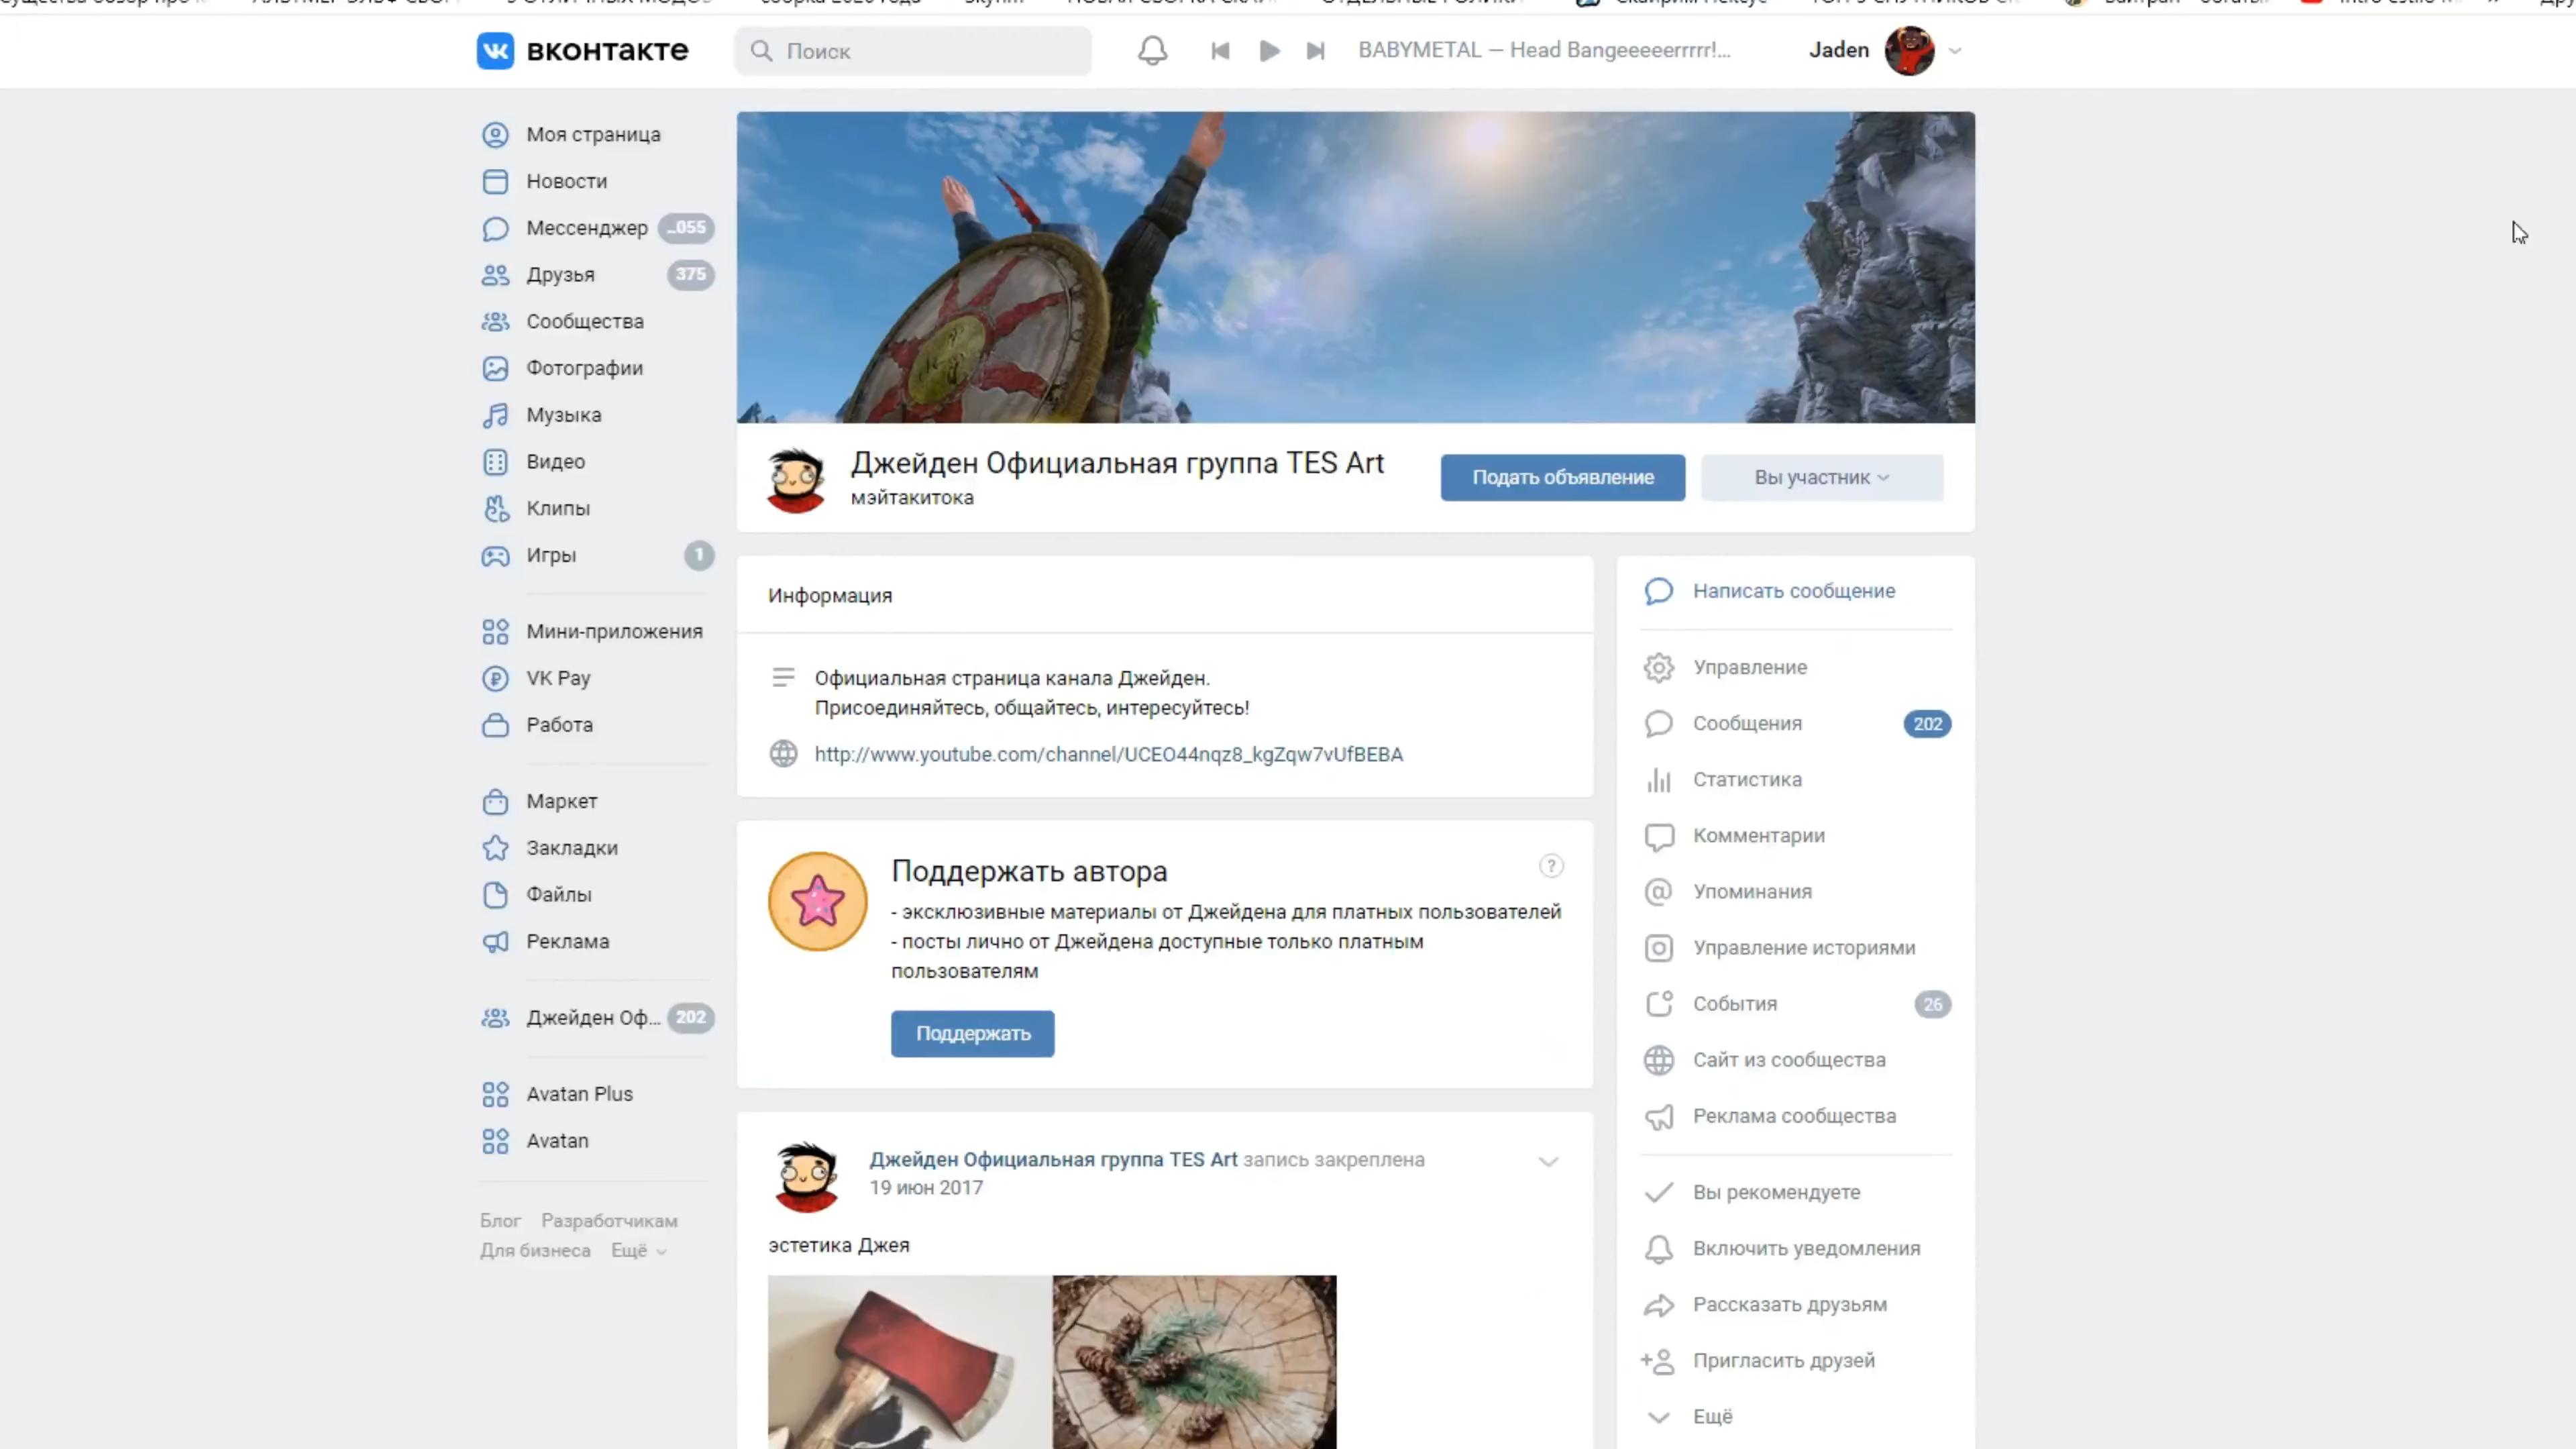 вконтакте
Поиск
BABYMETAL – Head Bangeeeeerrrrr!...
Jaden
Моя страница
Новости
Мессенджер
..055
Друзья
375
Сообщества
Фотографии
Музыка
Видео
Клипы
Игры
1
Мини-приложения
VK Pay
Работа
Маркет
Закладки
Файлы
Реклама
Джейден Оф...
202
Avatan Plus
Avatan
Блог Разработчикам
Для бизнеса Ещё
Джейден Официальная группа TES Art
мэйтакитока
Подать объявление
Вы участник
Информация
Официальная страница канала Джейден.
Присоединяйтесь, общайтесь, интересуйтесь!
http://www.youtube.com/channel/UCEO44nqz8_kgZqw7vUfBEBA
Поддержать автора
?
- эксклюзивные материалы от Джейдена для платных пользователей
- посты лично от Джейдена доступные только платным
пользователям
Поддержать
Джейден Официальная группа TES Art запись закреплена
19 июн 2017
эстетика Джея
Написать сообщение
Управление
Сообщения
202
Статистика
Комментарии
Упоминания
Управление историями
События
26
Сайт из сообщества
Реклама сообщества
Вы рекомендуете
Включить уведомления
Рассказать друзьям
Пригласить друзей
Ещё